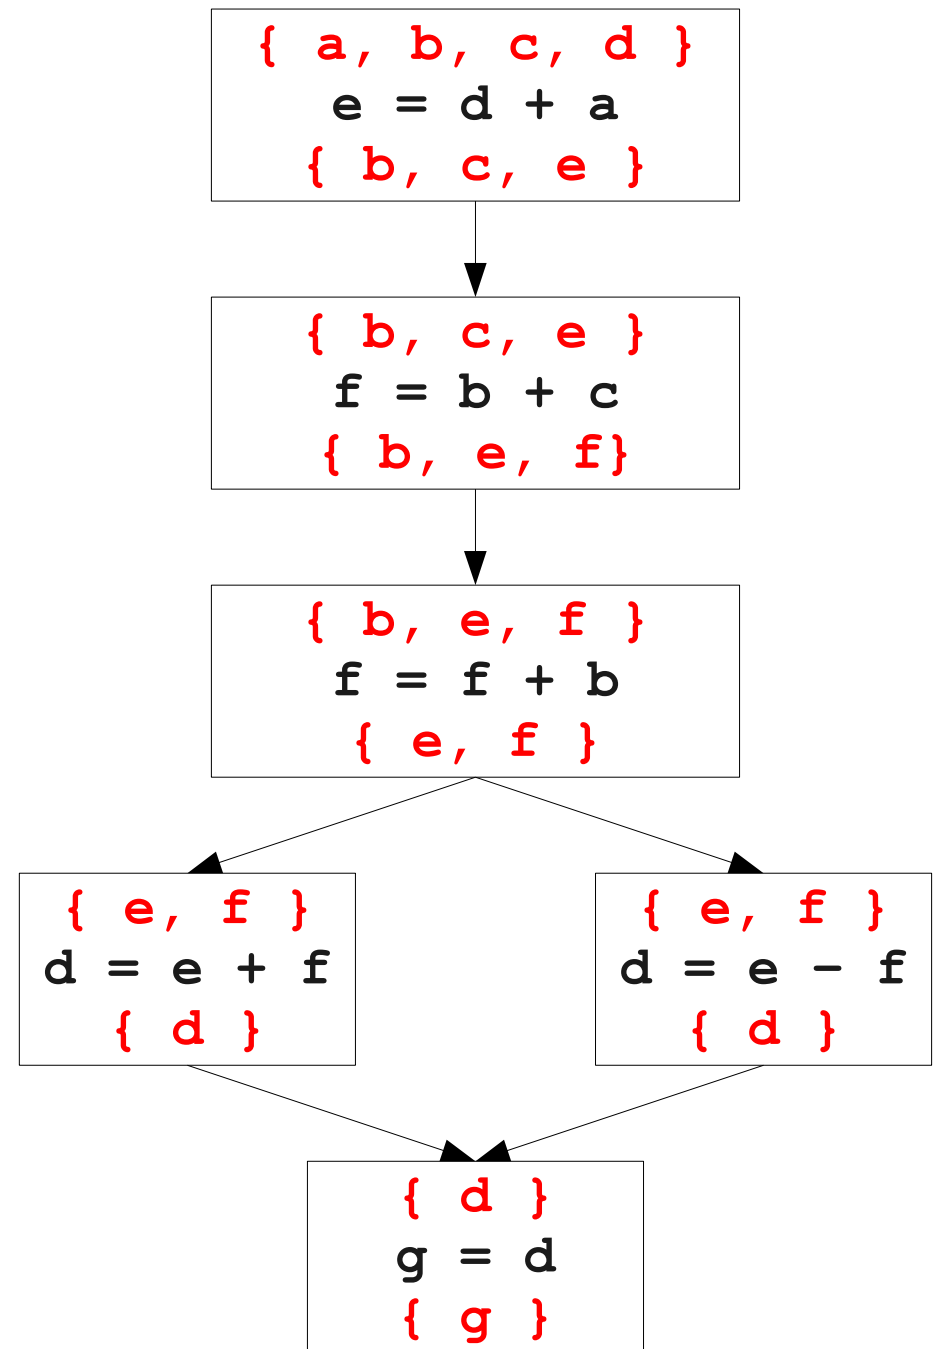 { a, b, c, d }
e = d + a
{ b, c, e }
{ b, c, e }
f = b + c
{ b, e, f}
{ b, e, f }
f = f + b
{ e, f }
{ e, f }
d = e + f
{ d }
{ e, f }
d = e - f
{ d }
{ d }
g = d
{ g }